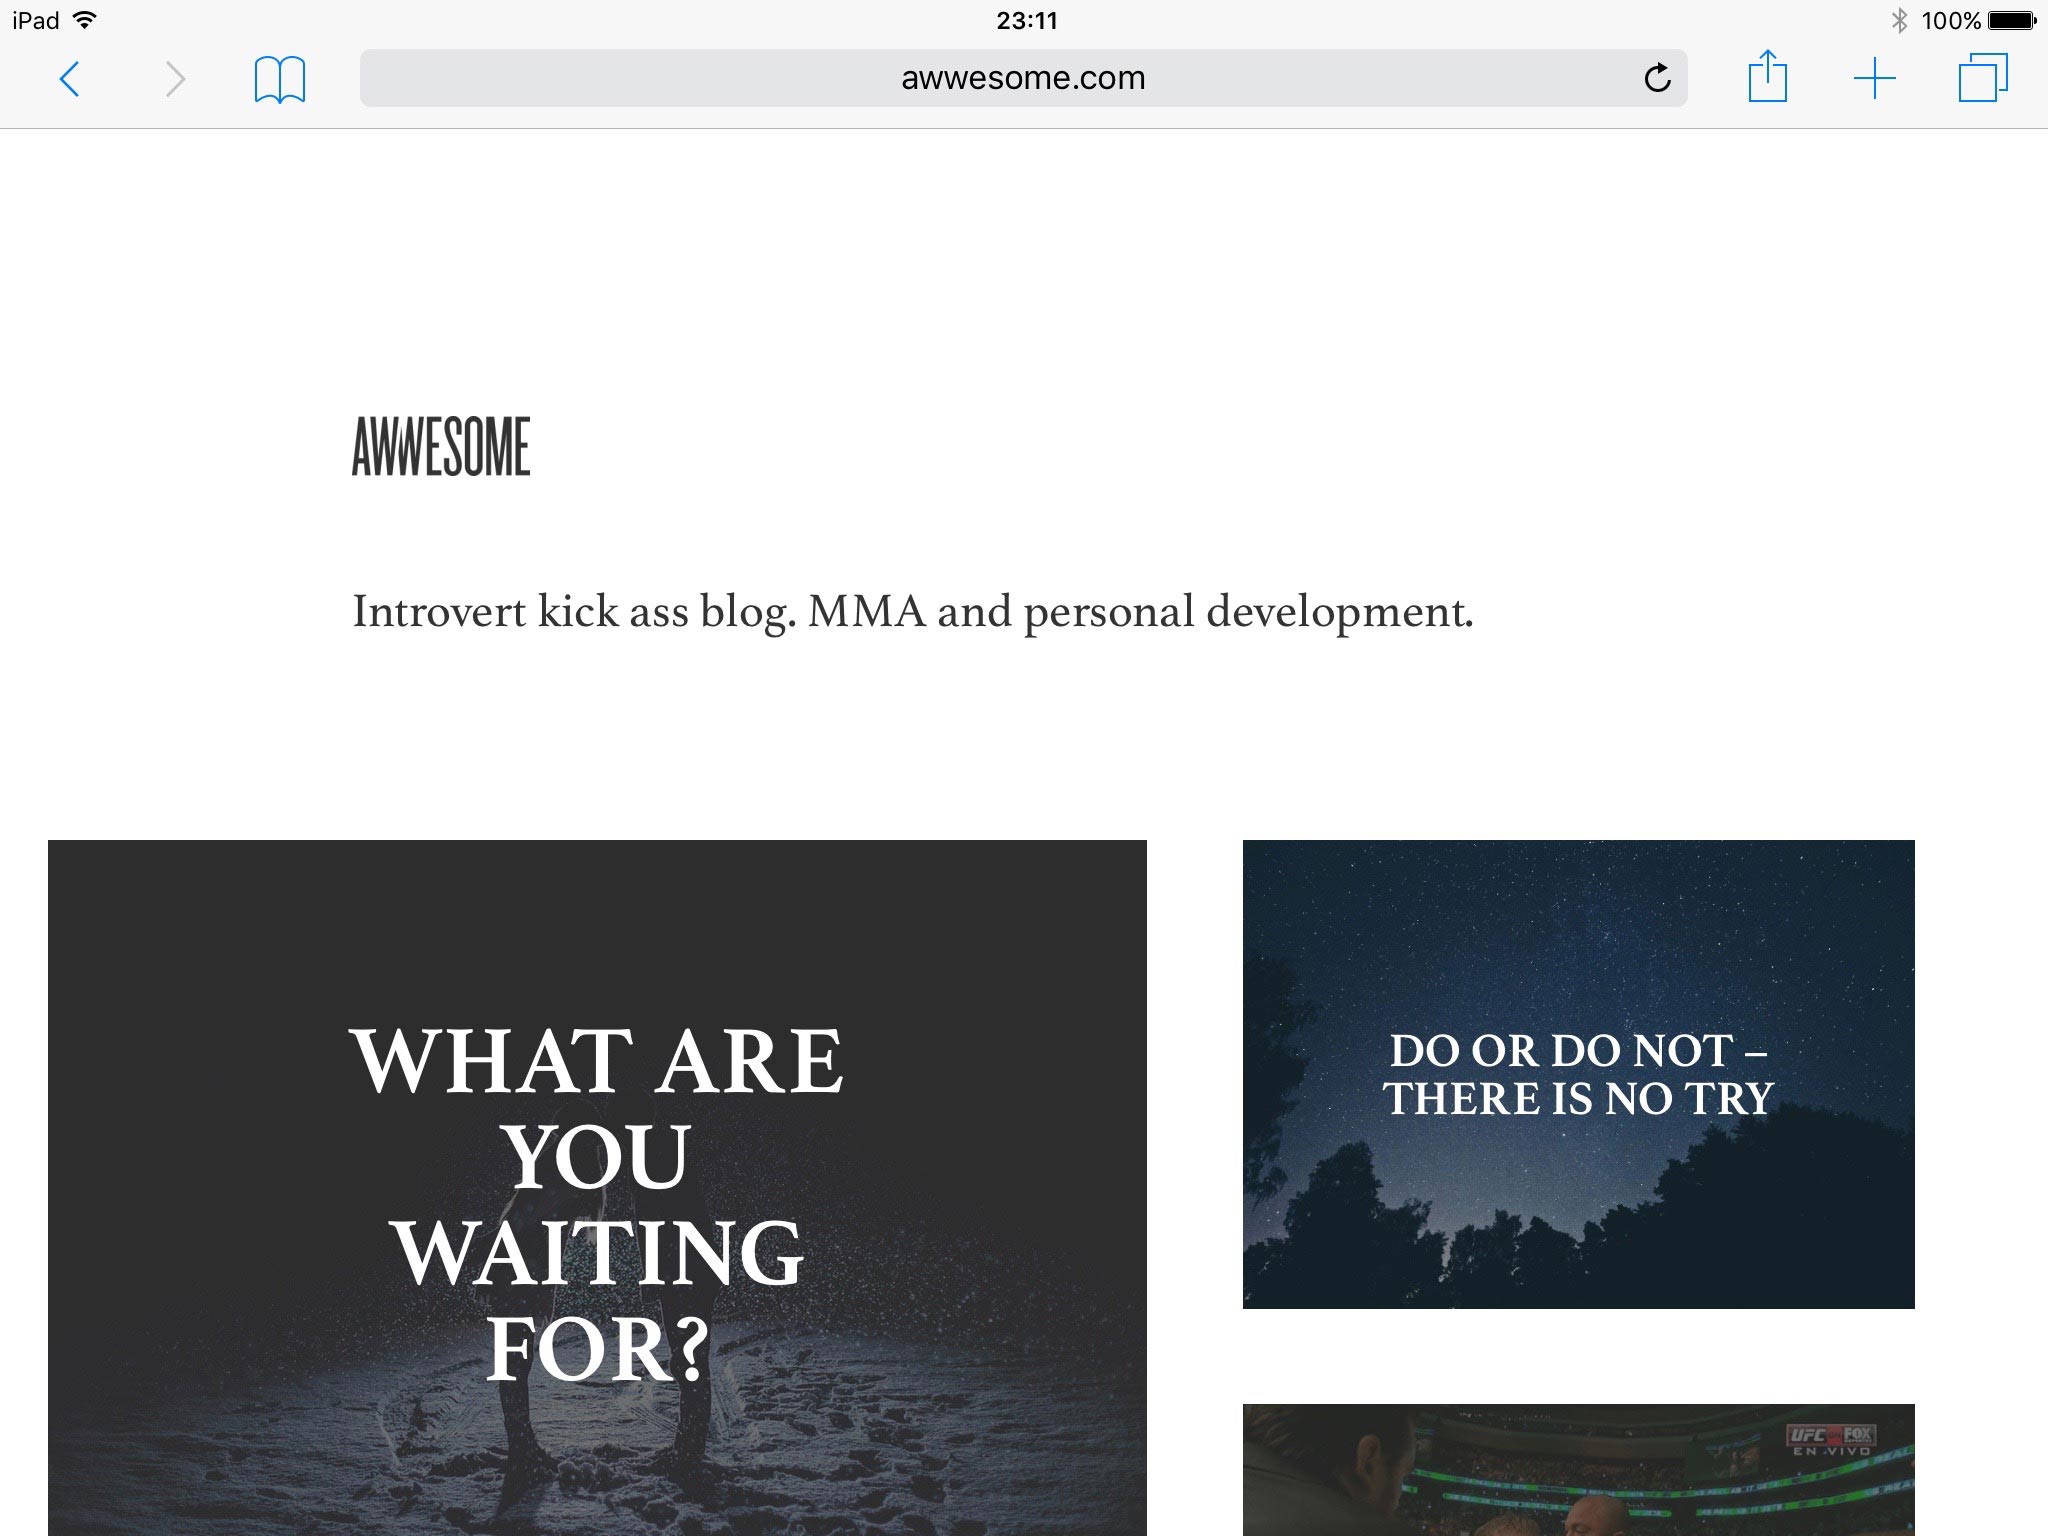 iPad
23:11
100%
awwesome.com
AWWESOME
Introvert kick ass blog. MMA and personal development.
WHAT ARE
YOU
WAITING
FOR?
DO OR DO NOT –
THERE IS NO TRY
UFC ON FOX
EN VIVO